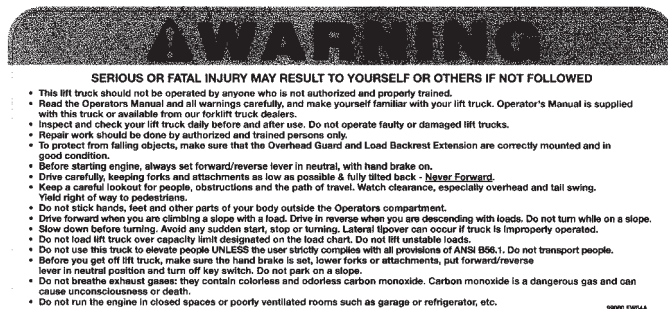 WARNING
SERIOUS OR FATAL INJURY MAY RESULT TO YOURSELF OR OTHERS IF NOT FOLLOWED
• This lift truck should not be operated by anyone who is not authorized and properly trained.
• Read the Operators Manual and all warnings carefully, and make yourself familiar with your lift truck. Operator's Manual is supplied
with this truck or available from our forklift truck dealers.
• Inspect and check your lift truck daily before and after use. Do not operate faulty or damaged lift trucks.
• Repair work should be done by authorized and trained persons only.
• To protect from falling objects, make sure that the Overhead Guard and Load Backrest Extension are correctly mounted and in
good condition.
• Before starting engine, always set forward/reverse lever in neutral, with hand brake on.
• Drive carefully, keeping forks and attachments as low as possible & fully tilted back - Never Forward.
• Keep a careful lookout for people, obstructions and the path of travel. Watch clearance, especially overhead and tail swing.
Yield right of way to pedestrians.
• Do not stick hands, feet and other parts of your body outside the Operators compartment.
• Drive forward when you are climbing a slope with a load. Drive in reverse when you are descending with loads. Do not turn while on a slope.
• Slow down before turning. Avoid any sudden start, stop or turning. Lateral tipover can occur if truck is improperly operated.
• Do not load lift truck over capacity limit designated on the load chart. Do not lift unstable loads.
• Do not use this truck to elevate people UNLESS the user strictly complies with all provisions of ANSI B56.1. Do not transport people.
• Before you get off lift truck, make sure the hand brake is set, lower forks or attachments, put forward/reverse
lever in neutral position and turn off key switch. Do not park on a slope.
• Do not breathe exhaust gases: they contain colorless and odorless carbon monoxide. Carbon monoxide is a dangerous gas and can
cause unconsciousness or death.
• Do not run the engine in closed spaces or poorly ventilated rooms such as garage or refrigerator, etc.